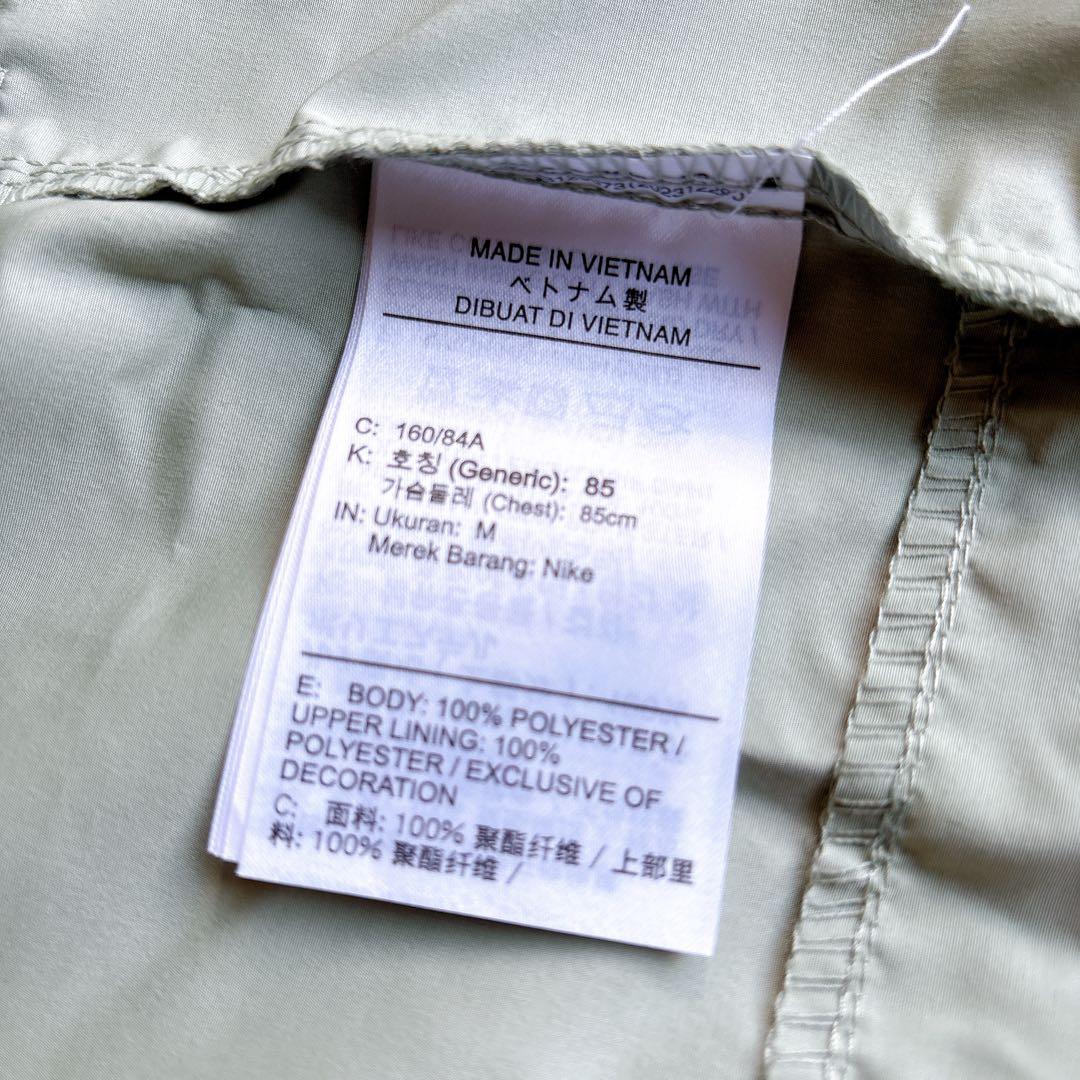 MADE IN VIETNAM
ベトナム製
DIBUAT DI VIETNAM
C: 160/84A
K: 호칭 (Generic): 85
가슴둘레 (Chest): 85cm
IN: Ukuran: M
Merek Barang: Nike
E: BODY: 100% POLYESTER /
UPPER LINING: 100%
POLYESTER / EXCLUSIVE OF
DECORATION
C: 面料: 100% 聚酯纤维 / 上部里
料: 100% 聚酯纤维 /